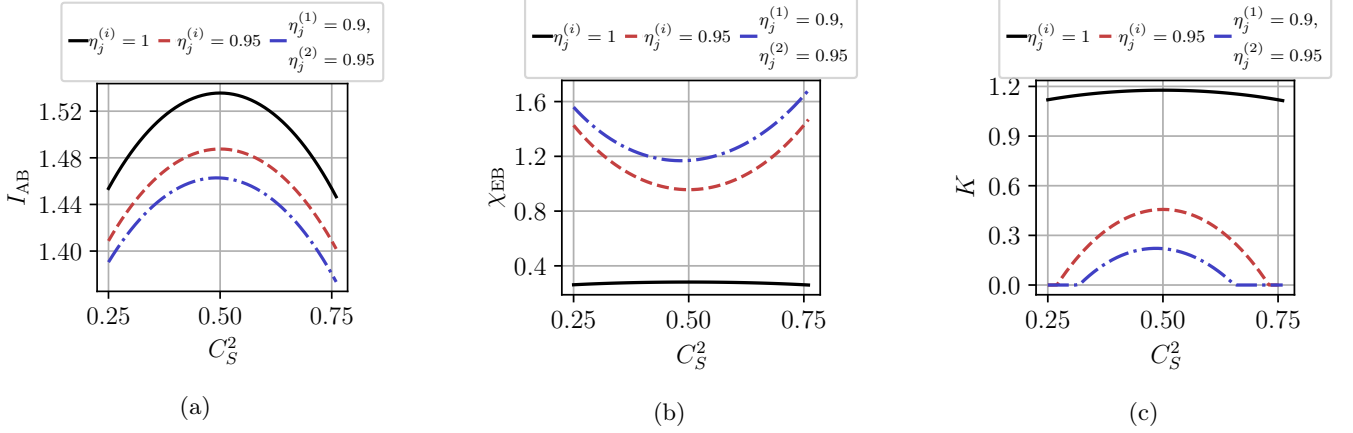 η_j^(i) = 1 η_j^(i) = 0.95 η_j^(1) = 0.9,
η_j^(2) = 0.95
I_AB
1.52
1.48
1.44
1.40
0.25 0.50 0.75
C_S^2
(a)
η_j^(i) = 1 η_j^(i) = 0.95 η_j^(1) = 0.9,
η_j^(2) = 0.95
χ_EB
1.6
1.2
0.8
0.4
0.25 0.50 0.75
C_S^2
(b)
η_j^(i) = 1 η_j^(i) = 0.95 η_j^(1) = 0.9,
η_j^(2) = 0.95
K
1.2
0.9
0.6
0.3
0.0
0.25 0.50 0.75
C_S^2
(c)